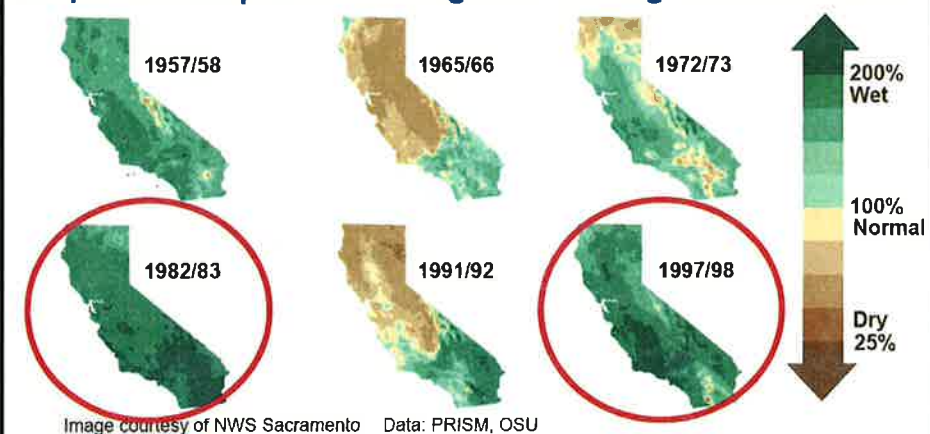 1957/58
1965/66
1972/73
200%
Wet
100%
Normal
1982/83
1991/92
1997/98
Dry
25%
Image courtesy of NWS Sacramento Data: PRISM, OSU